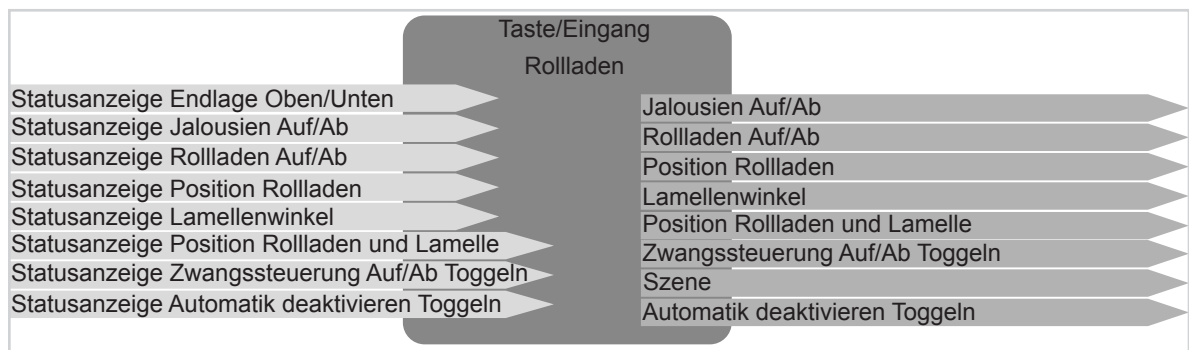 Taste/Eingang
Rollladen
Statusanzeige Endlage Oben/Unten
Statusanzeige Jalousien Auf/Ab
Statusanzeige Rollladen Auf/Ab
Statusanzeige Position Rollladen
Statusanzeige Lamellenwinkel
Statusanzeige Position Rollladen und Lamelle
Statusanzeige Zwangssteuerung Auf/Ab Toggeln
Statusanzeige Automatik deaktivieren Toggeln
Jalousien Auf/Ab
Rollladen Auf/Ab
Position Rollladen
Lamellenwinkel
Position Rollladen und Lamelle
Zwangssteuerung Auf/Ab Toggeln
Szene
Automatik deaktivieren Toggeln